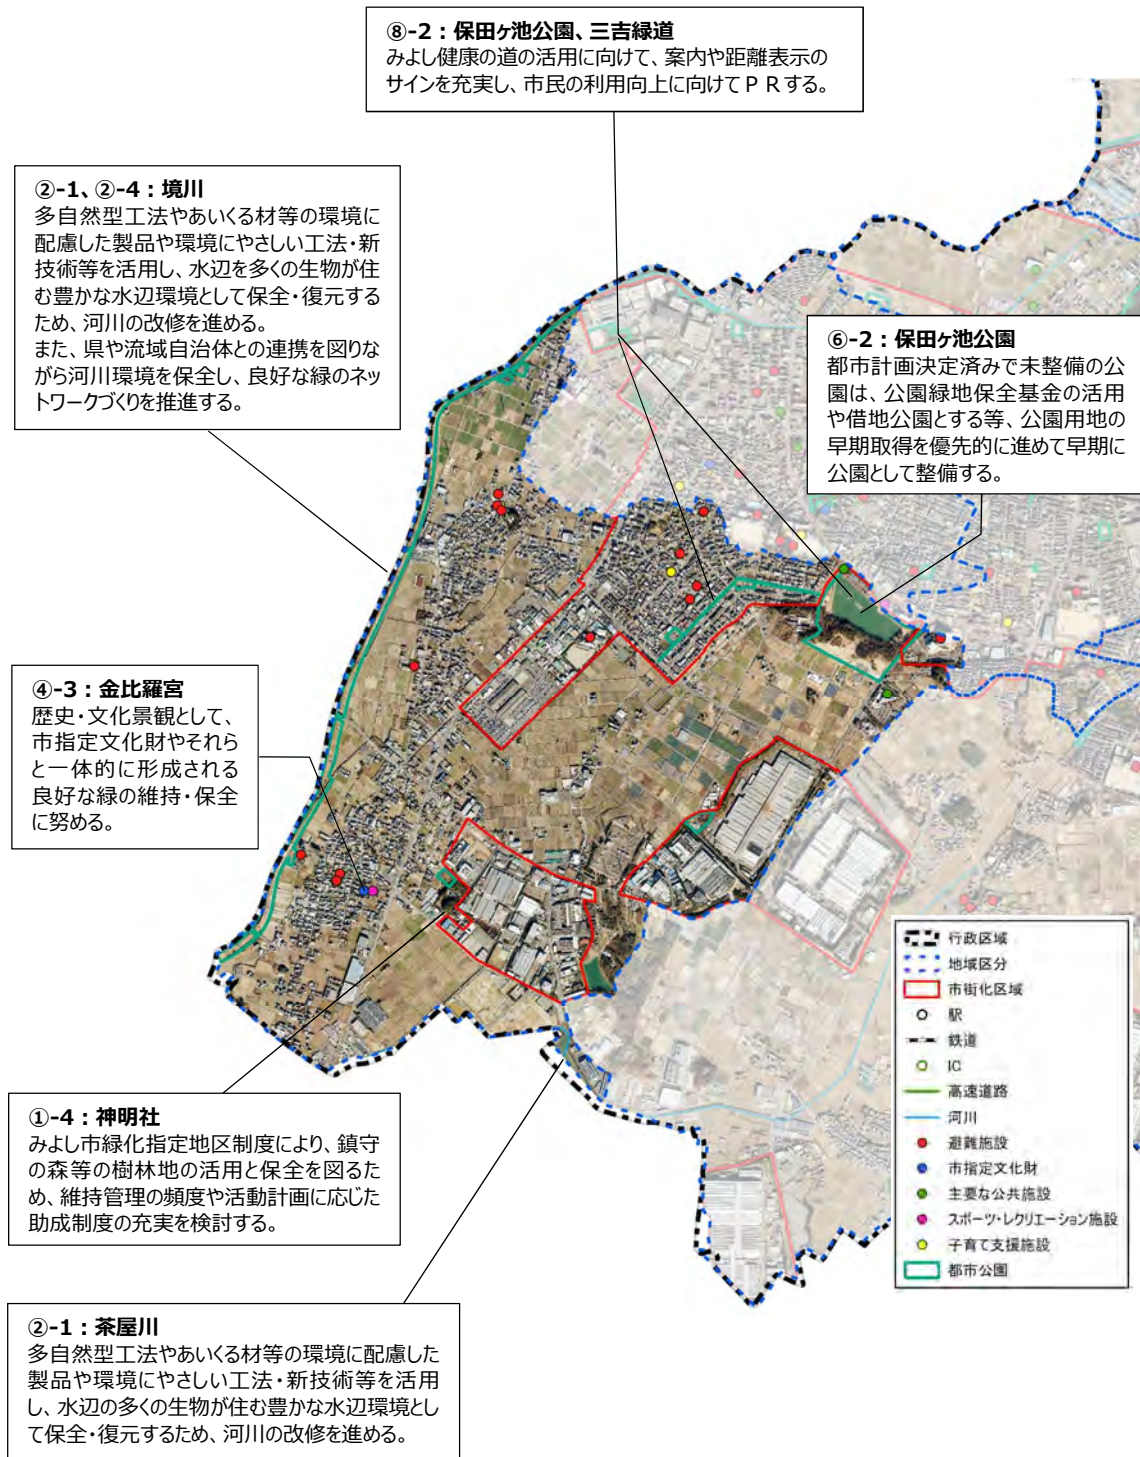 ⑧-2：保田ヶ池公園、三吉緑道
みよし健康の道の活用に向けて、案内や距離表示の
サインを充実し、市民の利用向上に向けてＰＲする。
②-1、②-4：境川
多自然型工法やあいくる材等の環境に
配慮した製品や環境にやさしい工法・新
技術等を活用し、水辺を多くの生物が住
む豊かな水辺環境として保全・復元する
ため、河川の改修を進める。
また、県や流域自治体との連携を図りな
がら河川環境を保全し、良好な緑のネッ
トワークづくりを推進する。
⑥-2：保田ヶ池公園
都市計画決定済みで未整備の公
園は、公園緑地保全基金の活用
や借地公園とする等、公園用地の
早期取得を優先的に進めて早期に
公園として整備する。
④-3：金比羅宮
歴史・文化景観として、
市指定文化財やそれら
と一体的に形成される
良好な緑の維持・保全
に努める。
①-4：神明社
みよし市緑化指定地区制度により、鎮守
の森等の樹林地の活用と保全を図るた
め、維持管理の頻度や活動計画に応じた
助成制度の充実を検討する。
②-1：茶屋川
多自然型工法やあいくる材等の環境に配慮した
製品や環境にやさしい工法・新技術等を活用
し、水辺の多くの生物が住む豊かな水辺環境とし
て保全・復元するため、河川の改修を進める。
行政区域
地域区分
市街化区域
駅
鉄道
IC
高速道路
河川
避難施設
市指定文化財
主要な公共施設
スポーツ・レクリエーション施設
子育て支援施設
都市公園